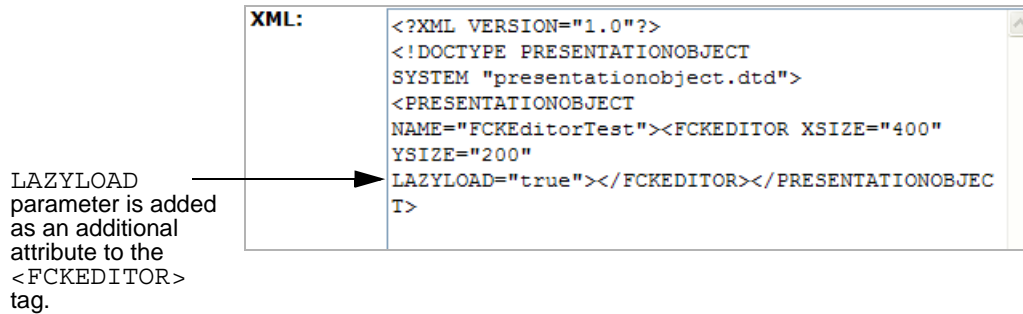 XML:
<?XML VERSION="1.0"?>
<!DOCTYPE PRESENTATIONOBJECT
SYSTEM "presentationobject.dtd">
<PRESENTATIONOBJECT
NAME="FCKEditorTest"><FCKEDITOR XSIZE="400"
YSIZE="200"
LAZYLOAD="true"></FCKEDITOR></PRESENTATIONOBJEC
T>
LAZYLOAD
parameter is added
as an additional
attribute to the
<FCKEDITOR>
tag.